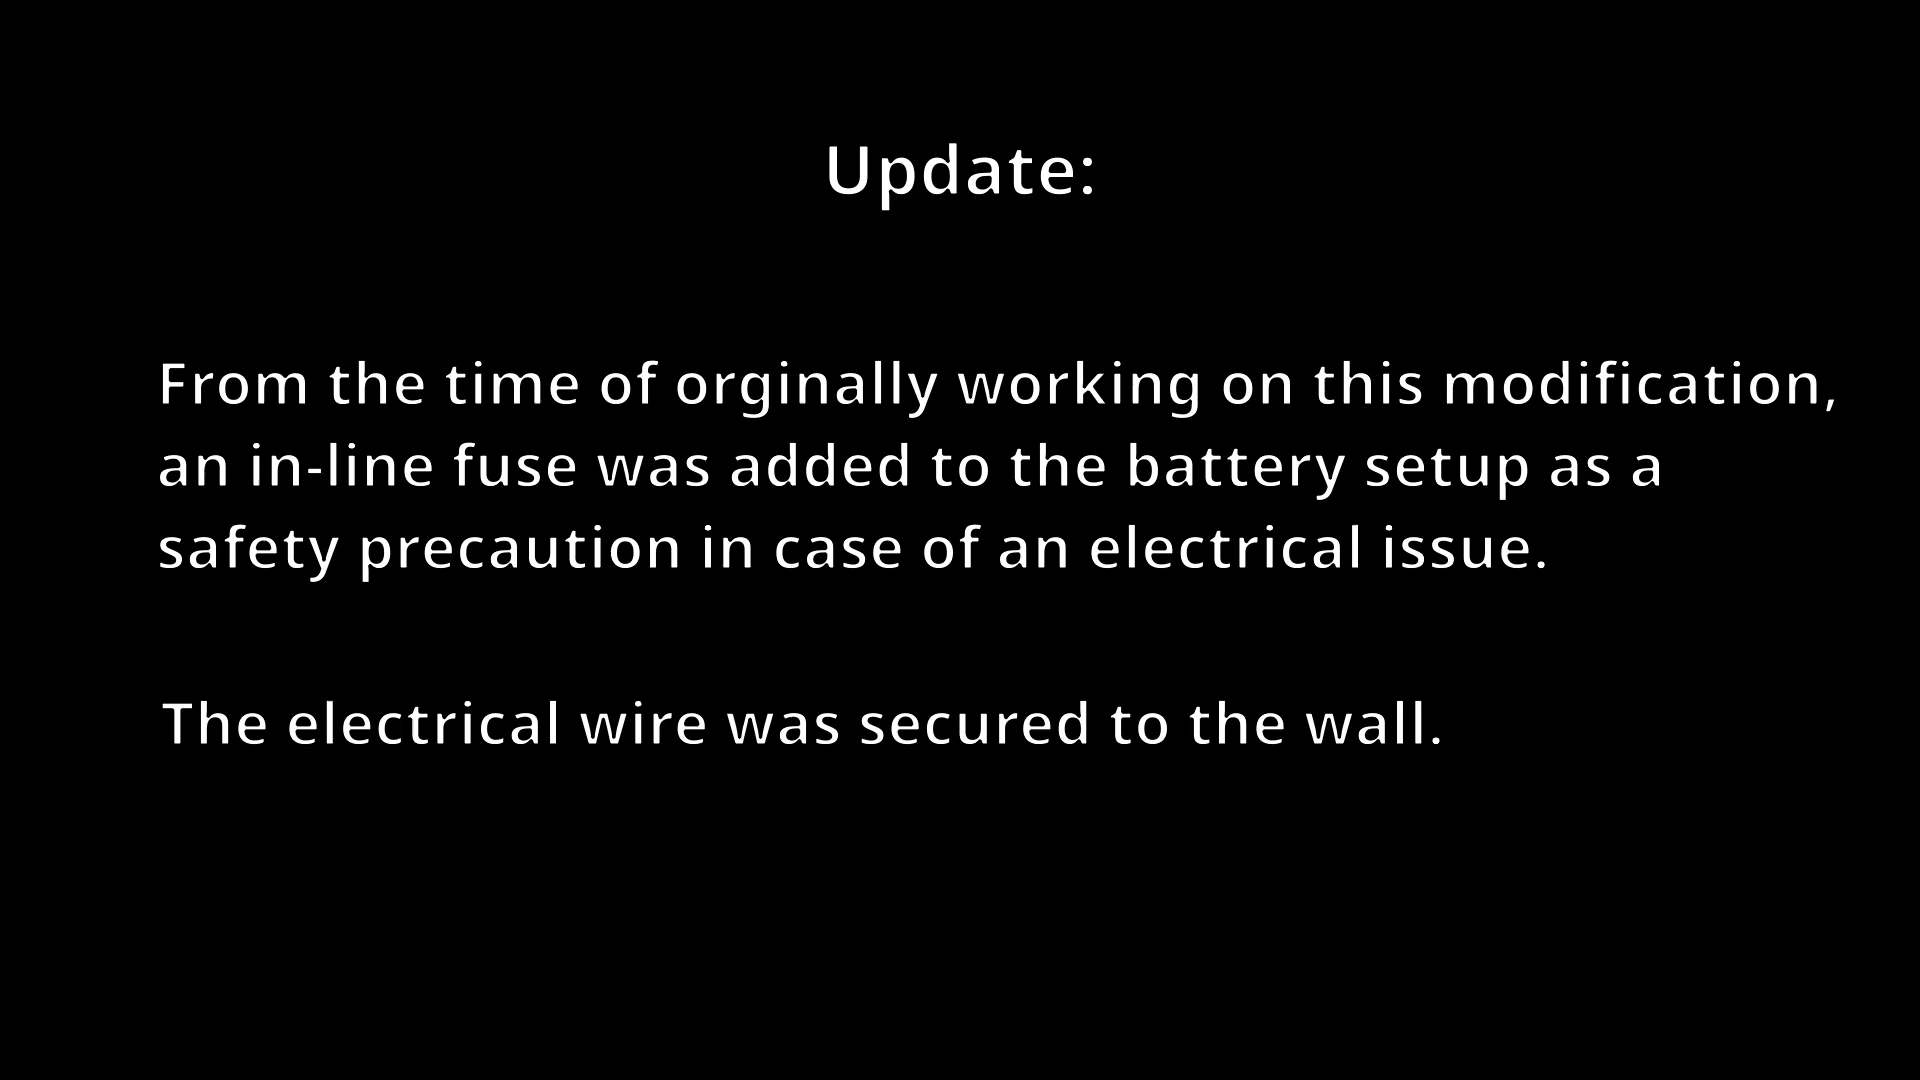 Update:
From the time of orginally working on this modification,
an in-line fuse was added to the battery setup as a
safety precaution in case of an electrical issue.
The electrical wire was secured to the wall.